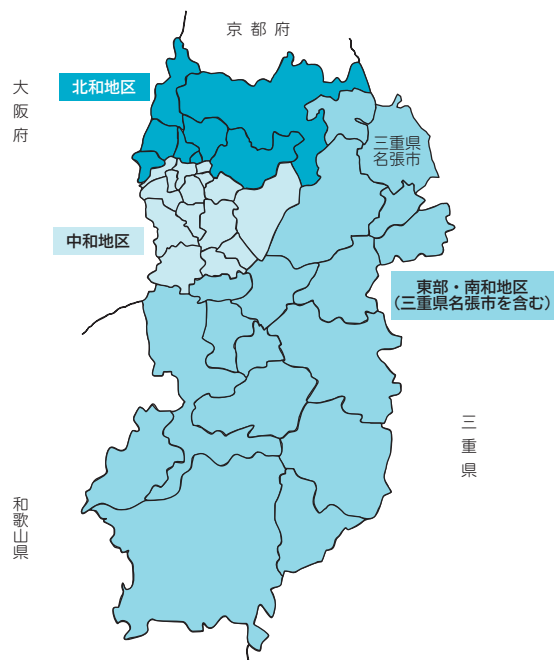 京都府
大阪府
北和地区
三重県
名張市
中和地区
東部・南和地区
(三重県名張市を含む)
三重県
和歌山県